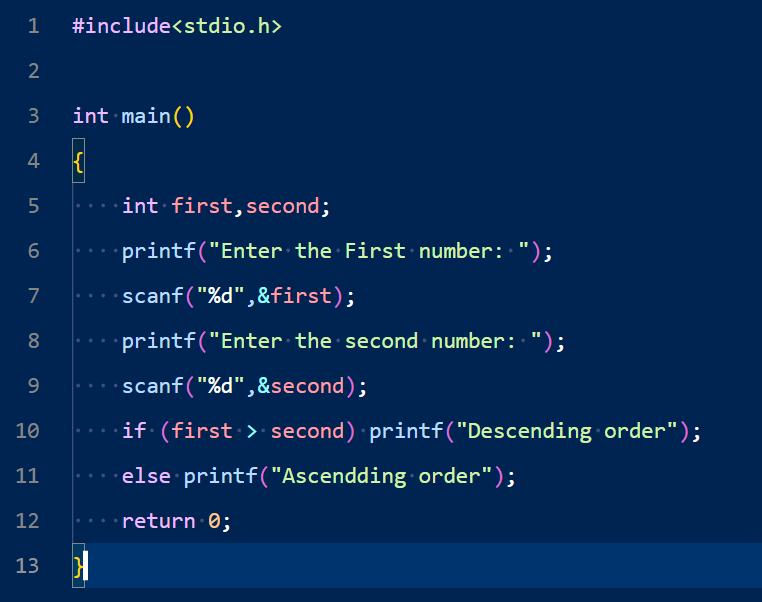 1 #include<stdio.h>
2
3 int main()
4 {
5     int first,second;
6     printf("Enter the First number: ");
7     scanf("%d",&first);
8     printf("Enter the second number: ");
9     scanf("%d",&second);
10     if (first > second) printf("Descending order");
11     else printf("Ascendding order");
12     return 0;
13 }